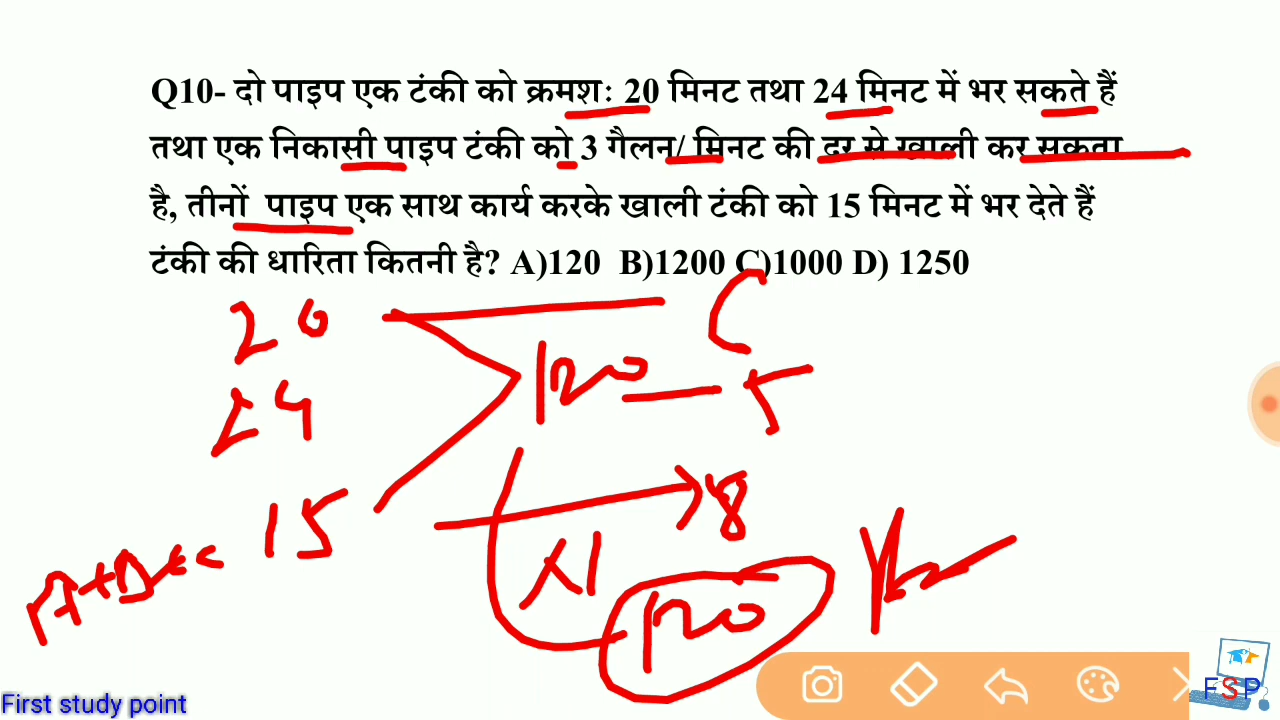 Q10- दो पाइप एक टंकी को क्रमशः 20 मिनट तथा 24 मिनट में भर सकते हैं
तथा एक निकासी पाइप टंकी को 3 गैलन/ मिनट की दर से खाली कर सकता
है, तीनों पाइप एक साथ कार्य करके खाली टंकी को 15 मिनट में भर देते हैं
टंकी की धारिता कितनी है? A)120 B)1200 C)1000 D) 1250
20
24
15
120
6
5
8
X1
120
First study point
FSP